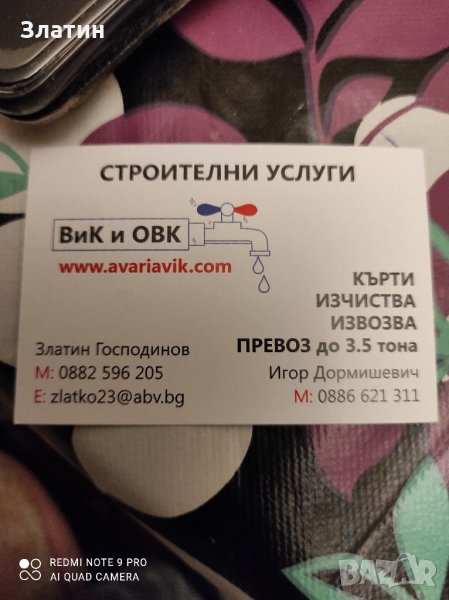 Златин
СТРОИТЕЛНИ УСЛУГИ
ВиК и ОВК
www.avariavik.com
КЪРТИ
ИЗЧИСТВА
ИЗВОЗВА
ПРЕВОЗ до 3.5 тона
Златин Господинов
М: 0882 596 205
E: zlatko23@abv.bg
Игор Дормишевич
М: 0886 621 311
REDMI NOTE 9 PRO
AI QUAD CAMERA
BAZAR